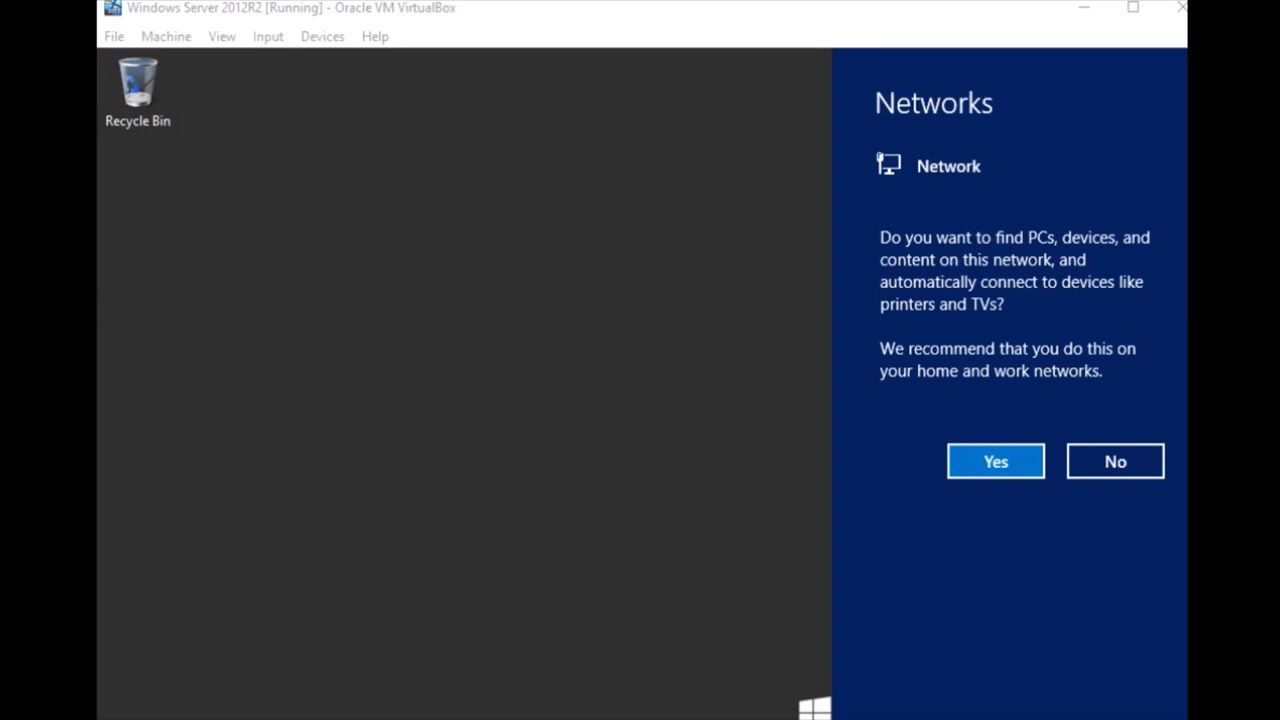 Windows Server 2012R2 [Running] - Oracle VM VirtualBox
File Machine View Input Devices Help
Recycle Bin
Networks
Network
Do you want to find PCs, devices, and
content on this network, and
automatically connect to devices like
printers and TVs?
We recommend that you do this on
your home and work networks.
Yes No